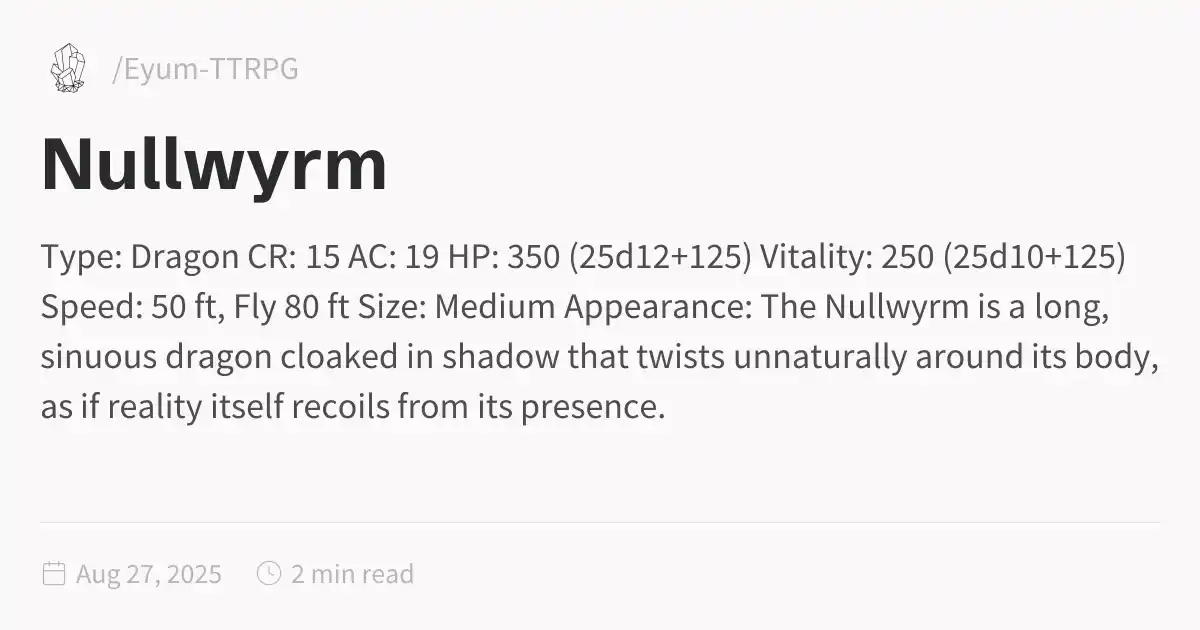 /Eyum-TTRPG
Nullwyrm
Type: Dragon CR: 15 AC: 19 HP: 350 (25d12+125) Vitality: 250 (25d10+125)
Speed: 50 ft, Fly 80 ft Size: Medium Appearance: The Nullwyrm is a long,
sinuous dragon cloaked in shadow that twists unnaturally around its body,
as if reality itself recoils from its presence.
Aug 27, 2025 2 min read